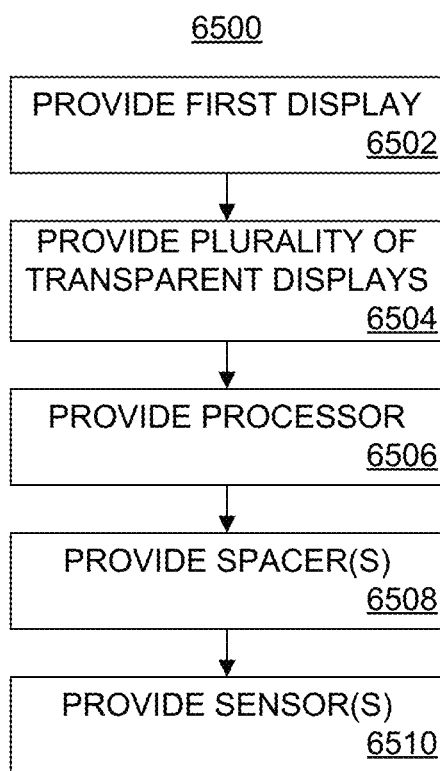 6500
PROVIDE FIRST DISPLAY
6502
PROVIDE PLURALITY OF
TRANSPARENT DISPLAYS
6504
PROVIDE PROCESSOR
6506
PROVIDE SPACER(S)
6508
PROVIDE SENSOR(S)
6510